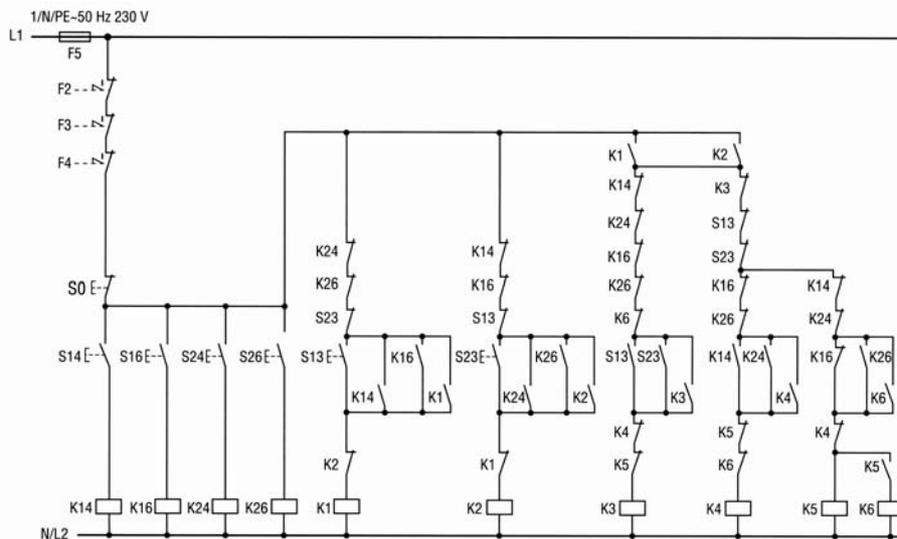 1/N/PE~50 Hz 230 V
L1
F5
F2
F3
F4
K1 K2
K14 K3
K24 S13
K24 K14 K16 S23
S0 K26 K16 K26 K16 K14
S23 S13 K6 K26 K24
S14 S16 S24 S26 S13 K16 S23 K26 S13 S23 K14 K24 K16 K26
K14 K1 K24 K2 K3 K4 K6
K4 K5 K4
K2 K1 K5 K6 K5
K14 K16 K24 K26 K1 K2 K3 K4 K5 K6
N/L2